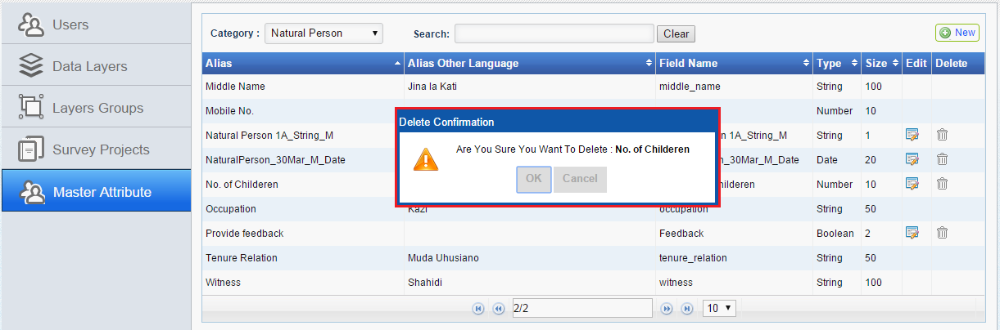 Users
Data Layers
Layers Groups
Survey Projects
Master Attribute
Category : Natural Person Search: Clear New
Alias Alias Other Language Field Name Type Size Edit Delete
Middle Name Jina la Kati middle_name String 100
Mobile No. Number 10
Natural Person 1A_String_M Person 1A_String_M String 1
NaturalPerson_30Mar_M_Date n_30Mar_M_Date Date 20
No. of Childeren hilderen Number 10
Occupation Kazi occupation String 50
Provide feedback Feedback Boolean 2
Tenure Relation Muda Uhusiano tenure_relation String 50
Witness Shahidi witness String 100
2/2 10
Delete Confirmation
Are You Sure You Want To Delete : No. of Childeren
OK Cancel